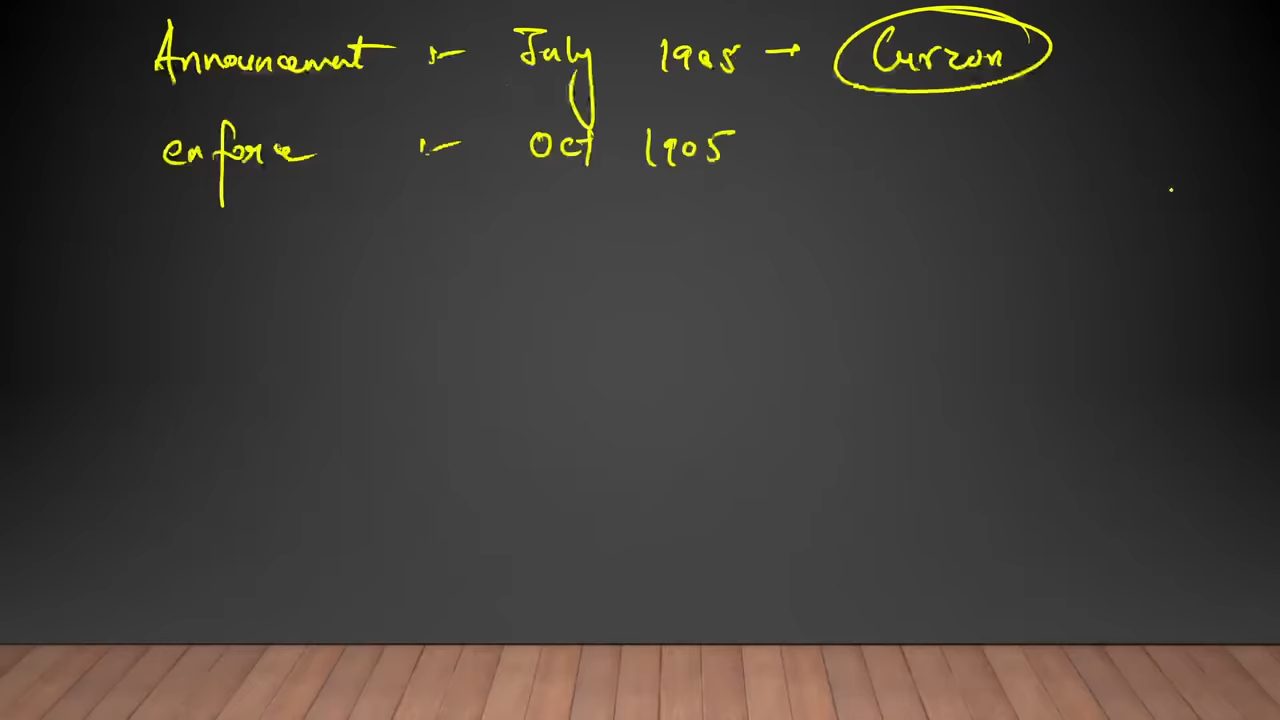 Announcement :- July 1905 → Curzon
enforce :- Oct 1905